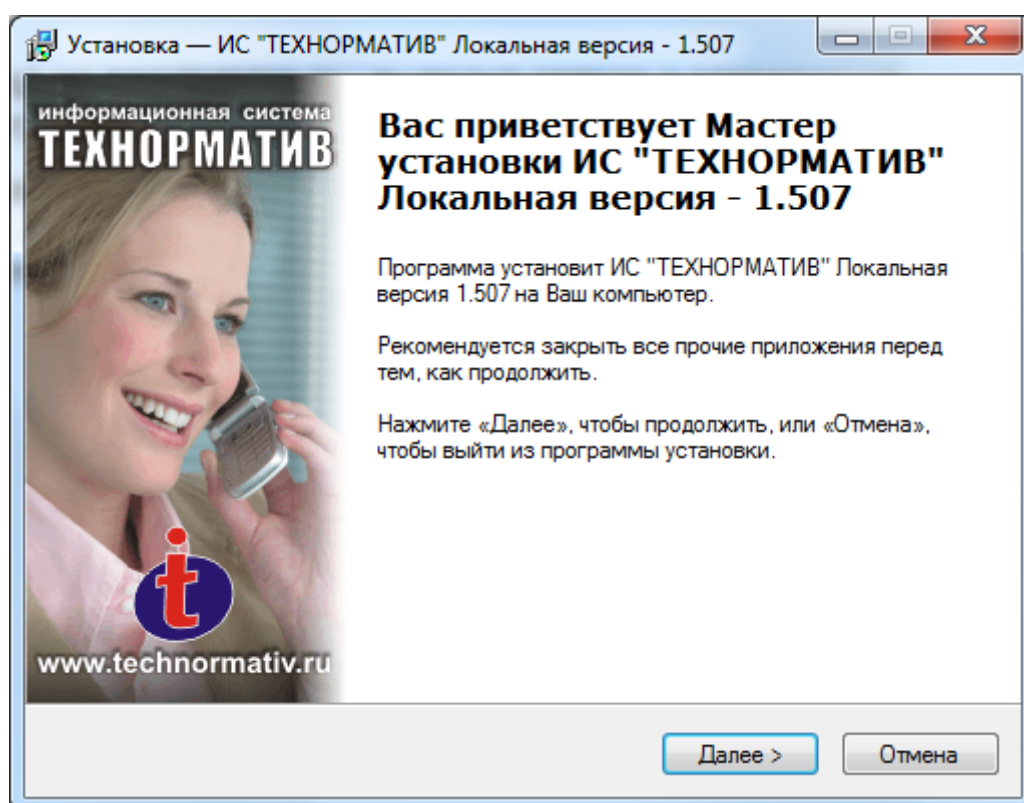 Установка — ИС "ТЕХНОРМАТИВ" Локальная версия - 1.507
информационная система
ТЕХНОРМАТИВ
www.technormativ.ru
Вас приветствует Мастер
установки ИС "ТЕХНОРМАТИВ"
Локальная версия - 1.507
Программа установит ИС "ТЕХНОРМАТИВ" Локальная
версия 1.507 на Ваш компьютер.
Рекомендуется закрыть все прочие приложения перед
тем, как продолжить.
Нажмите «Далее», чтобы продолжить, или «Отмена»,
чтобы выйти из программы установки.
Далее >
Отмена